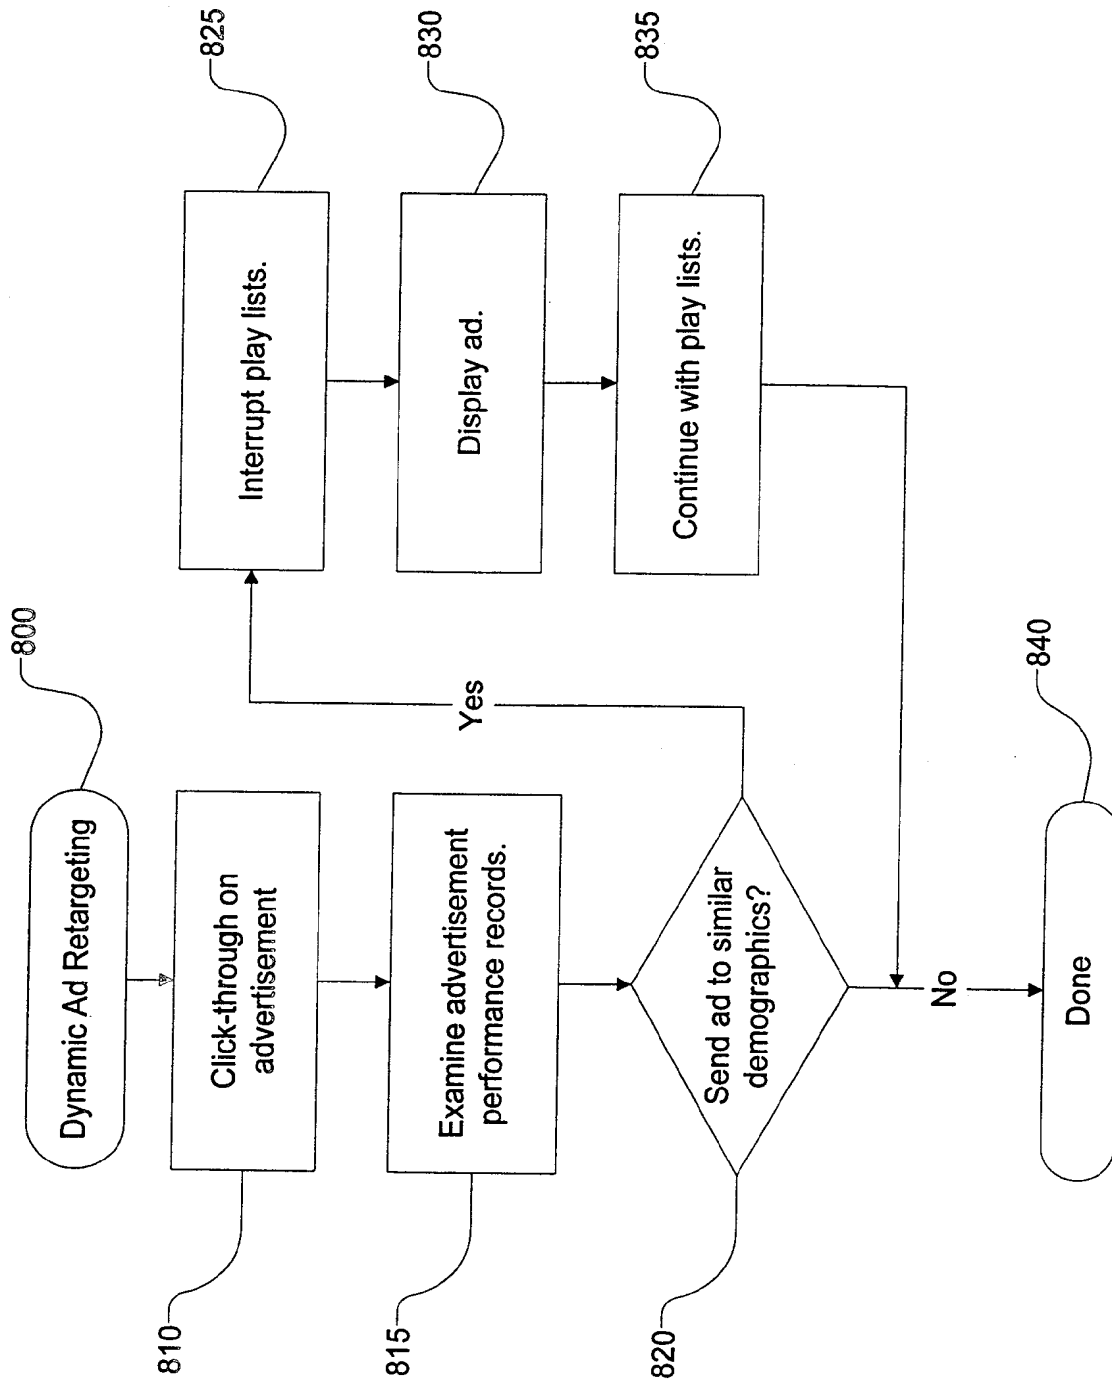 Dynamic Ad Retargeting
800
Click-through on
advertisement
810
Examine advertisement
performance records.
815
Send ad to similar
demographics?
820
Yes
No
Interrupt play lists.
825
Display ad.
830
Continue with play lists.
835
Done
840